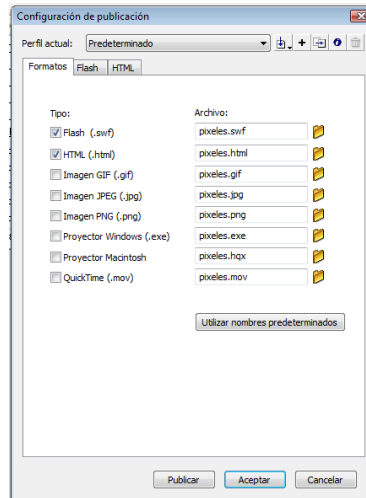 Configuración de publicación
Perfil actual: Predeterminado
Formatos Flash HTML
Tipo: Archivo:
Flash (.swf) pixeles.swf
HTML (.html) pixeles.html
Imagen GIF (.gif) pixeles.gif
Imagen JPEG (.jpg) pixeles.jpg
Imagen PNG (.png) pixeles.png
Proyector Windows (.exe) pixeles.exe
Proyector Macintosh pixeles.hqx
QuickTime (.mov) pixeles.mov
Utilizar nombres predeterminados
Publicar Aceptar Cancelar